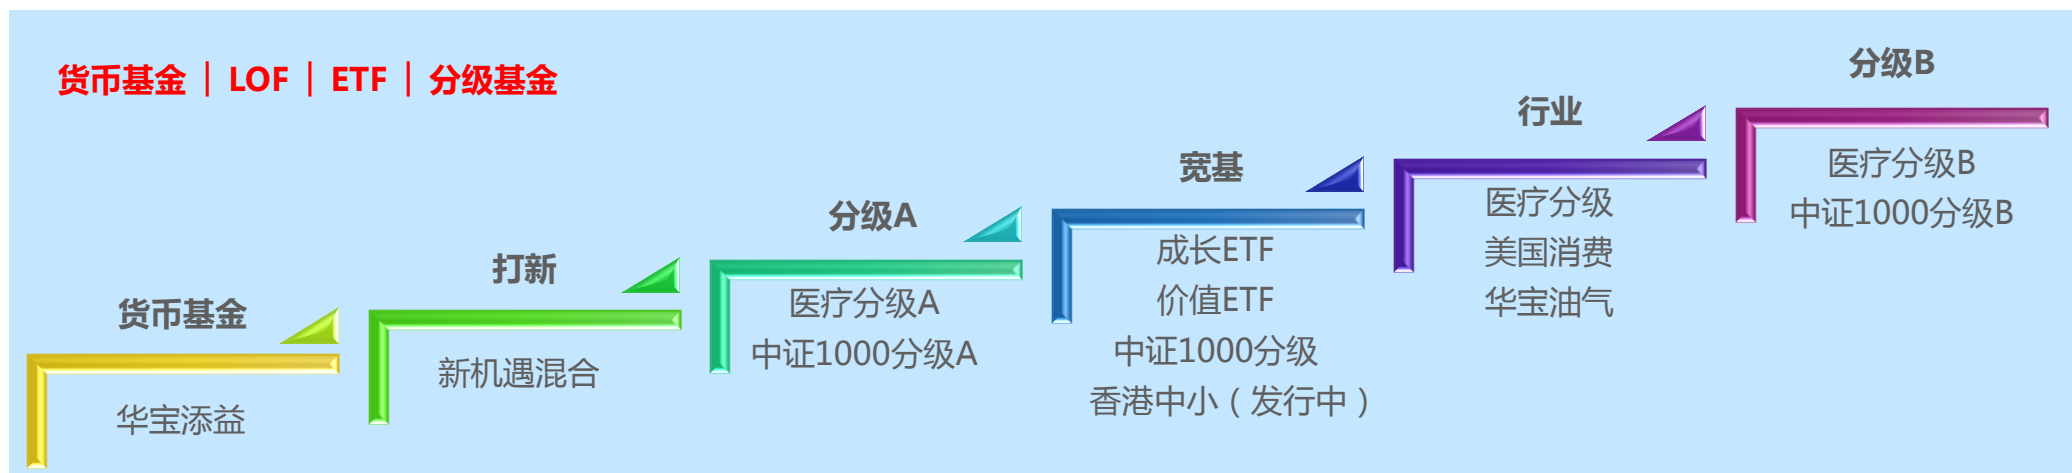 货币基金｜LOF｜ETF｜分级基金
货币基金
华宝添益
打新
新机遇混合
分级A
医疗分级A
中证1000分级A
宽基
成长ETF
价值ETF
中证1000分级
香港中小（发行中）
行业
医疗分级
美国消费
华宝油气
分级B
医疗分级B
中证1000分级B